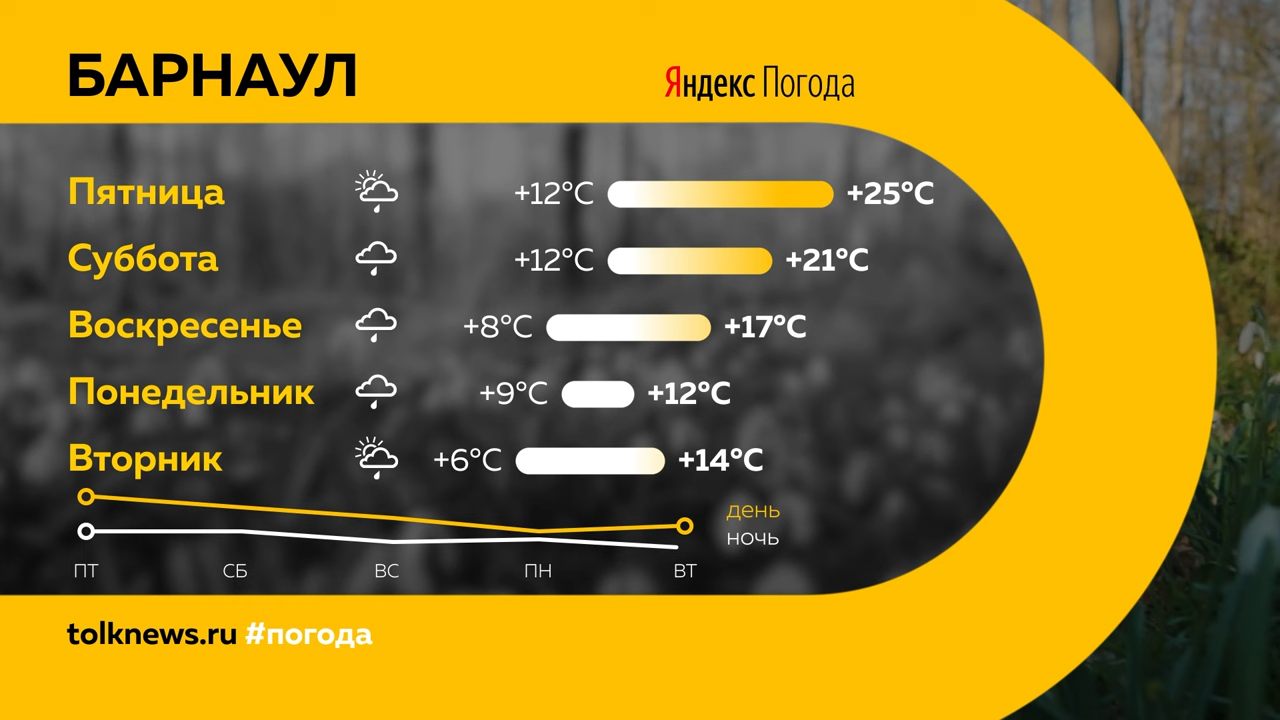 БАРНАУЛ
Яндекс Погода
Пятница +12°C +25°C
Суббота +12°C +21°C
Воскресенье +8°C +17°C
Понедельник +9°C +12°C
Вторник +6°C +14°C
день
ночь
ПТ СБ ВС ПН ВТ
tolknews.ru #погода